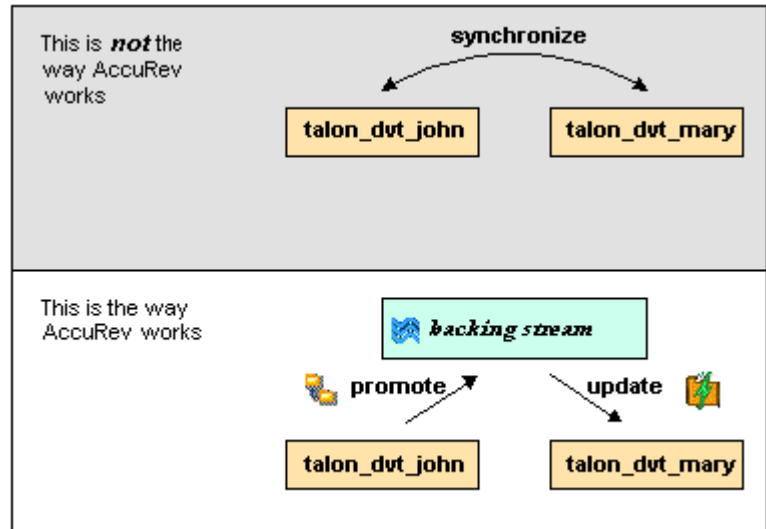 This is not the
way AccuRev
works
synchronize
talon_dvt_john
talon_dvt_mary
This is the way
AccuRev works
backing stream
promote
update
talon_dvt_john
talon_dvt_mary